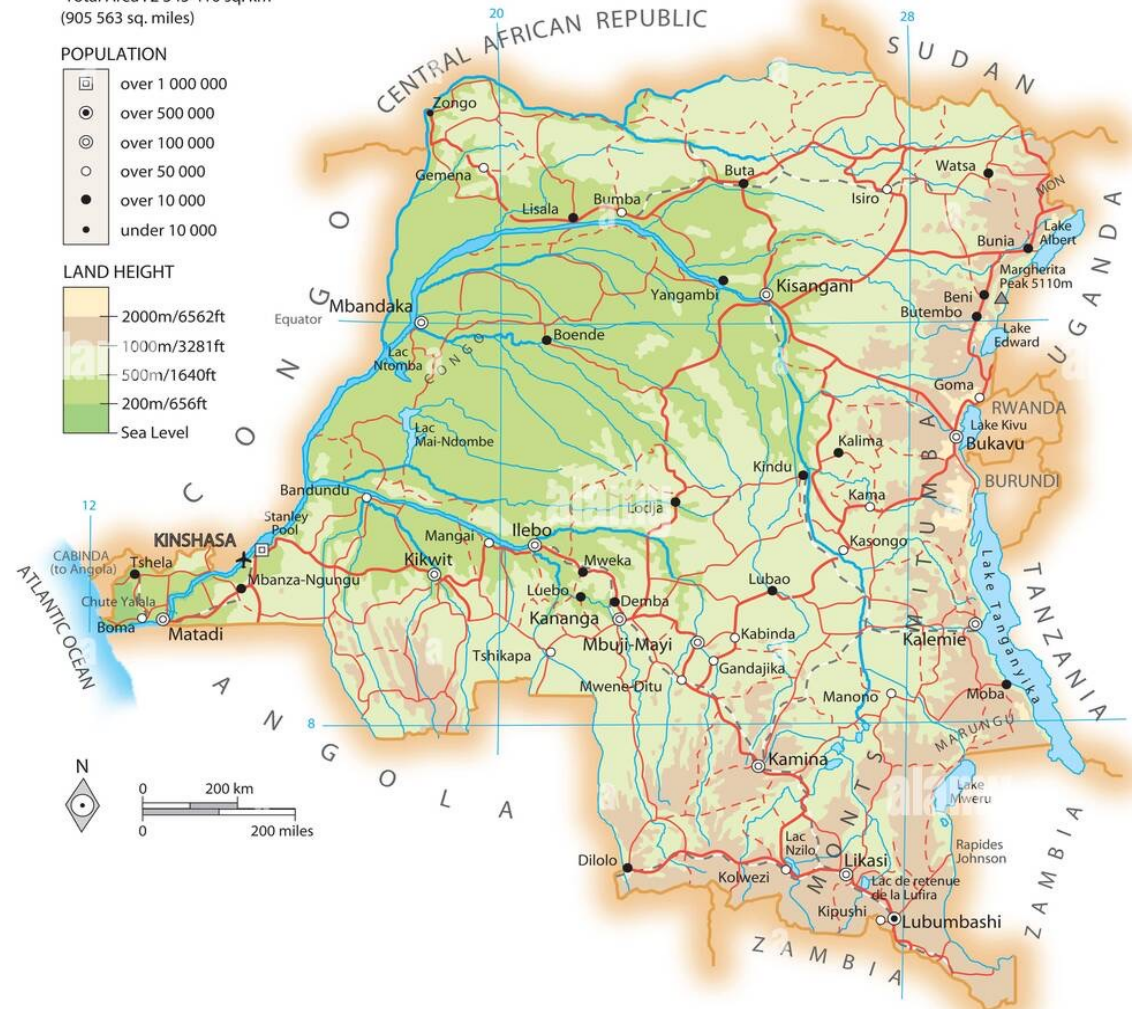 (905 563 sq. miles)
POPULATION
over 1 000 000
over 500 000
over 100 000
over 50 000
over 10 000
under 10 000
LAND HEIGHT
2000m/6562ft
1000m/3281ft
500m/1640ft
200m/656ft
Sea Level
20
28
CENTRAL AFRICAN REPUBLIC
SUDAN
Zongo
Gemena
Buta
Watsa
Isiro
MON
Bumba
Lisala
Lake
Albert
Bunia
UGANDA
CONGO
Margherita
Peak 5110m
Yangambi
Kisangani
Beni
Butembo
Mbandaka
Equator
Boende
Lake
Edward
Lac
Ntomba
CONGO
Goma
RWANDA
Lake Kivu
Bukavu
Lac
Mai-Ndombe
Kalima
BURUNDI
Kindu
Kama
Bandundu
Lodja
12
Stanley
Pool
KINSHASA
Mangai
Ilebo
Kasongo
CABINDA
(to Angola)
Tshela
Kikwit
Mweka
Mbanza-Ngungu
Luebo
Demba
Lubao
MITUMBA
Lake Tanganyika
TANZANIA
ATLANTIC OCEAN
Chute Yalala
Boma
Matadi
Kananga
Mbuji-Mayi
Kabinda
Kalemie
Tshikapa
Gandajika
Mwene-Ditu
Manono
Moba
ANGOLA
8
MARUNGU
Kamina
N
0
200 km
0
200 miles
Lake
Mweru
MONTS
Lac
Nzilo
Rapides
Johnson
Dilolo
Kolwezi
Likasi
Lac de retenue
de la Lufira
Kipushi
Lubumbashi
ZAMBIA
ZAMBIA
alamy